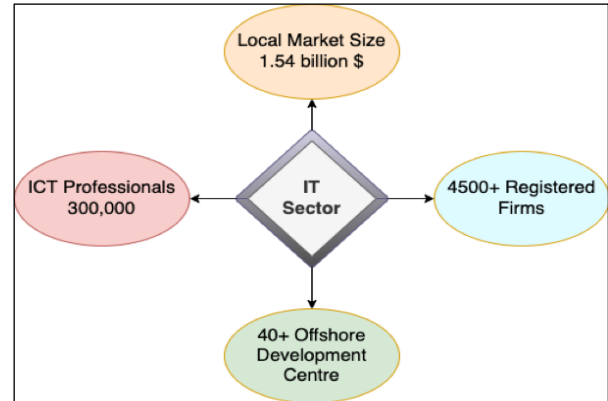 Local Market Size
1.54 billion $
ICT Professionals
300,000
IT
Sector
4500+ Registered
Firms
40+ Offshore
Development
Centre